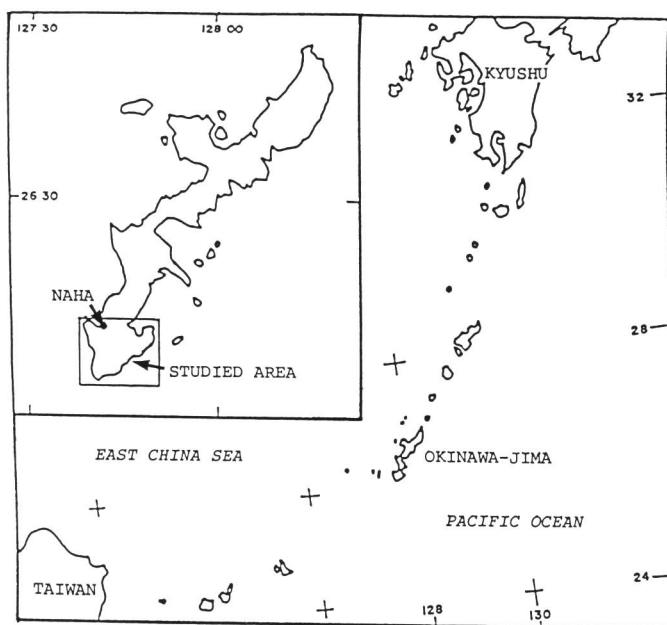 127 30
128 00
KYUSHU
32
26 30
NAHA
STUDIED AREA
28
EAST CHINA SEA
OKINAWA-JIMA
PACIFIC OCEAN
TAIWAN
24
128
130